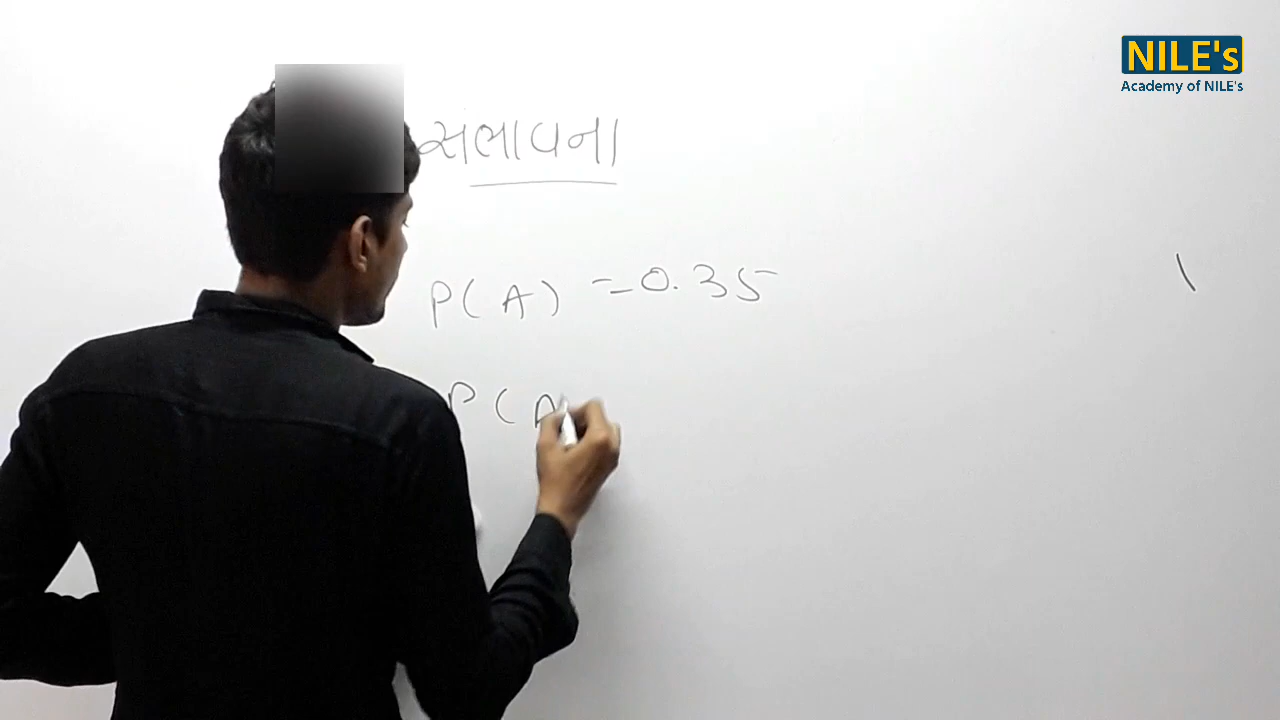 NILE's
Academy of NILE's
સંભાવના
P(A) = 0.35
P(A
\